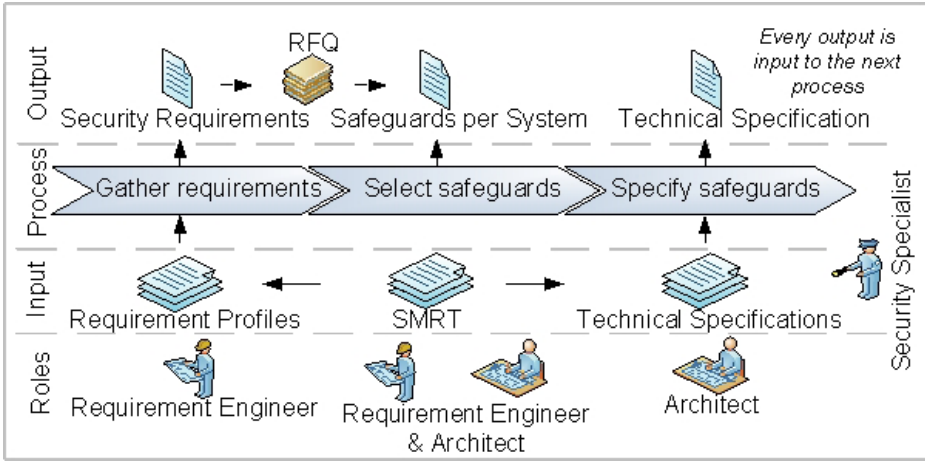 Output
RFQ
Every output is
input to the next
process
Security Requirements
Safeguards per System
Technical Specification
Process
Gather requirements
Select safeguards
Specify safeguards
Security Specialist
Input
Requirement Profiles
SMRT
Technical Specifications
Roles
Requirement Engineer
Requirement Engineer
& Architect
Architect